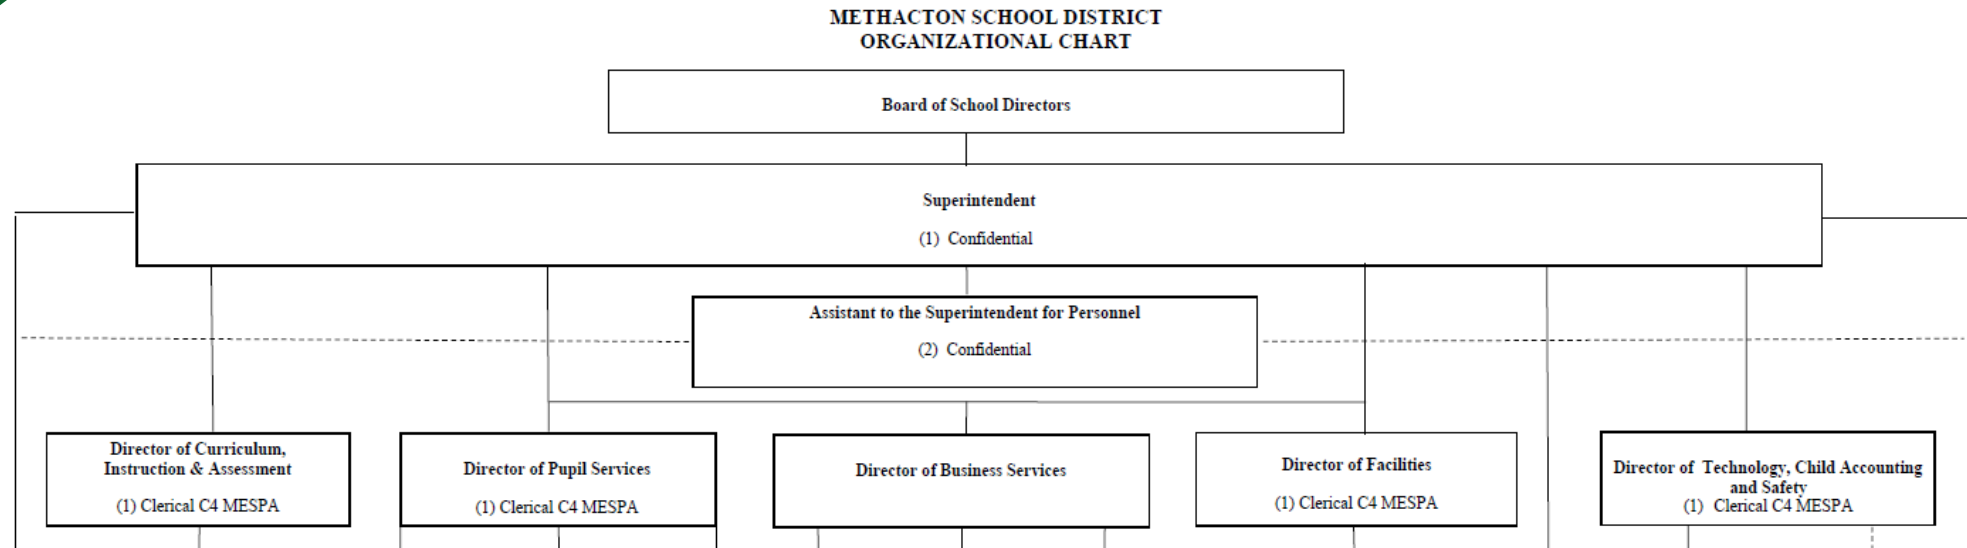 METHACTON SCHOOL DISTRICT
ORGANIZATIONAL CHART
Board of School Directors
Superintendent
(1) Confidential
Assistant to the Superintendent for Personnel
(2) Confidential
Director of Curriculum,
Instruction & Assessment
(1) Clerical C4 MESPA
Director of Pupil Services
(1) Clerical C4 MESPA
Director of Business Services
Director of Facilities
(1) Clerical C4 MESPA
Director of Technology, Child Accounting
and Safety
(1) Clerical C4 MESPA